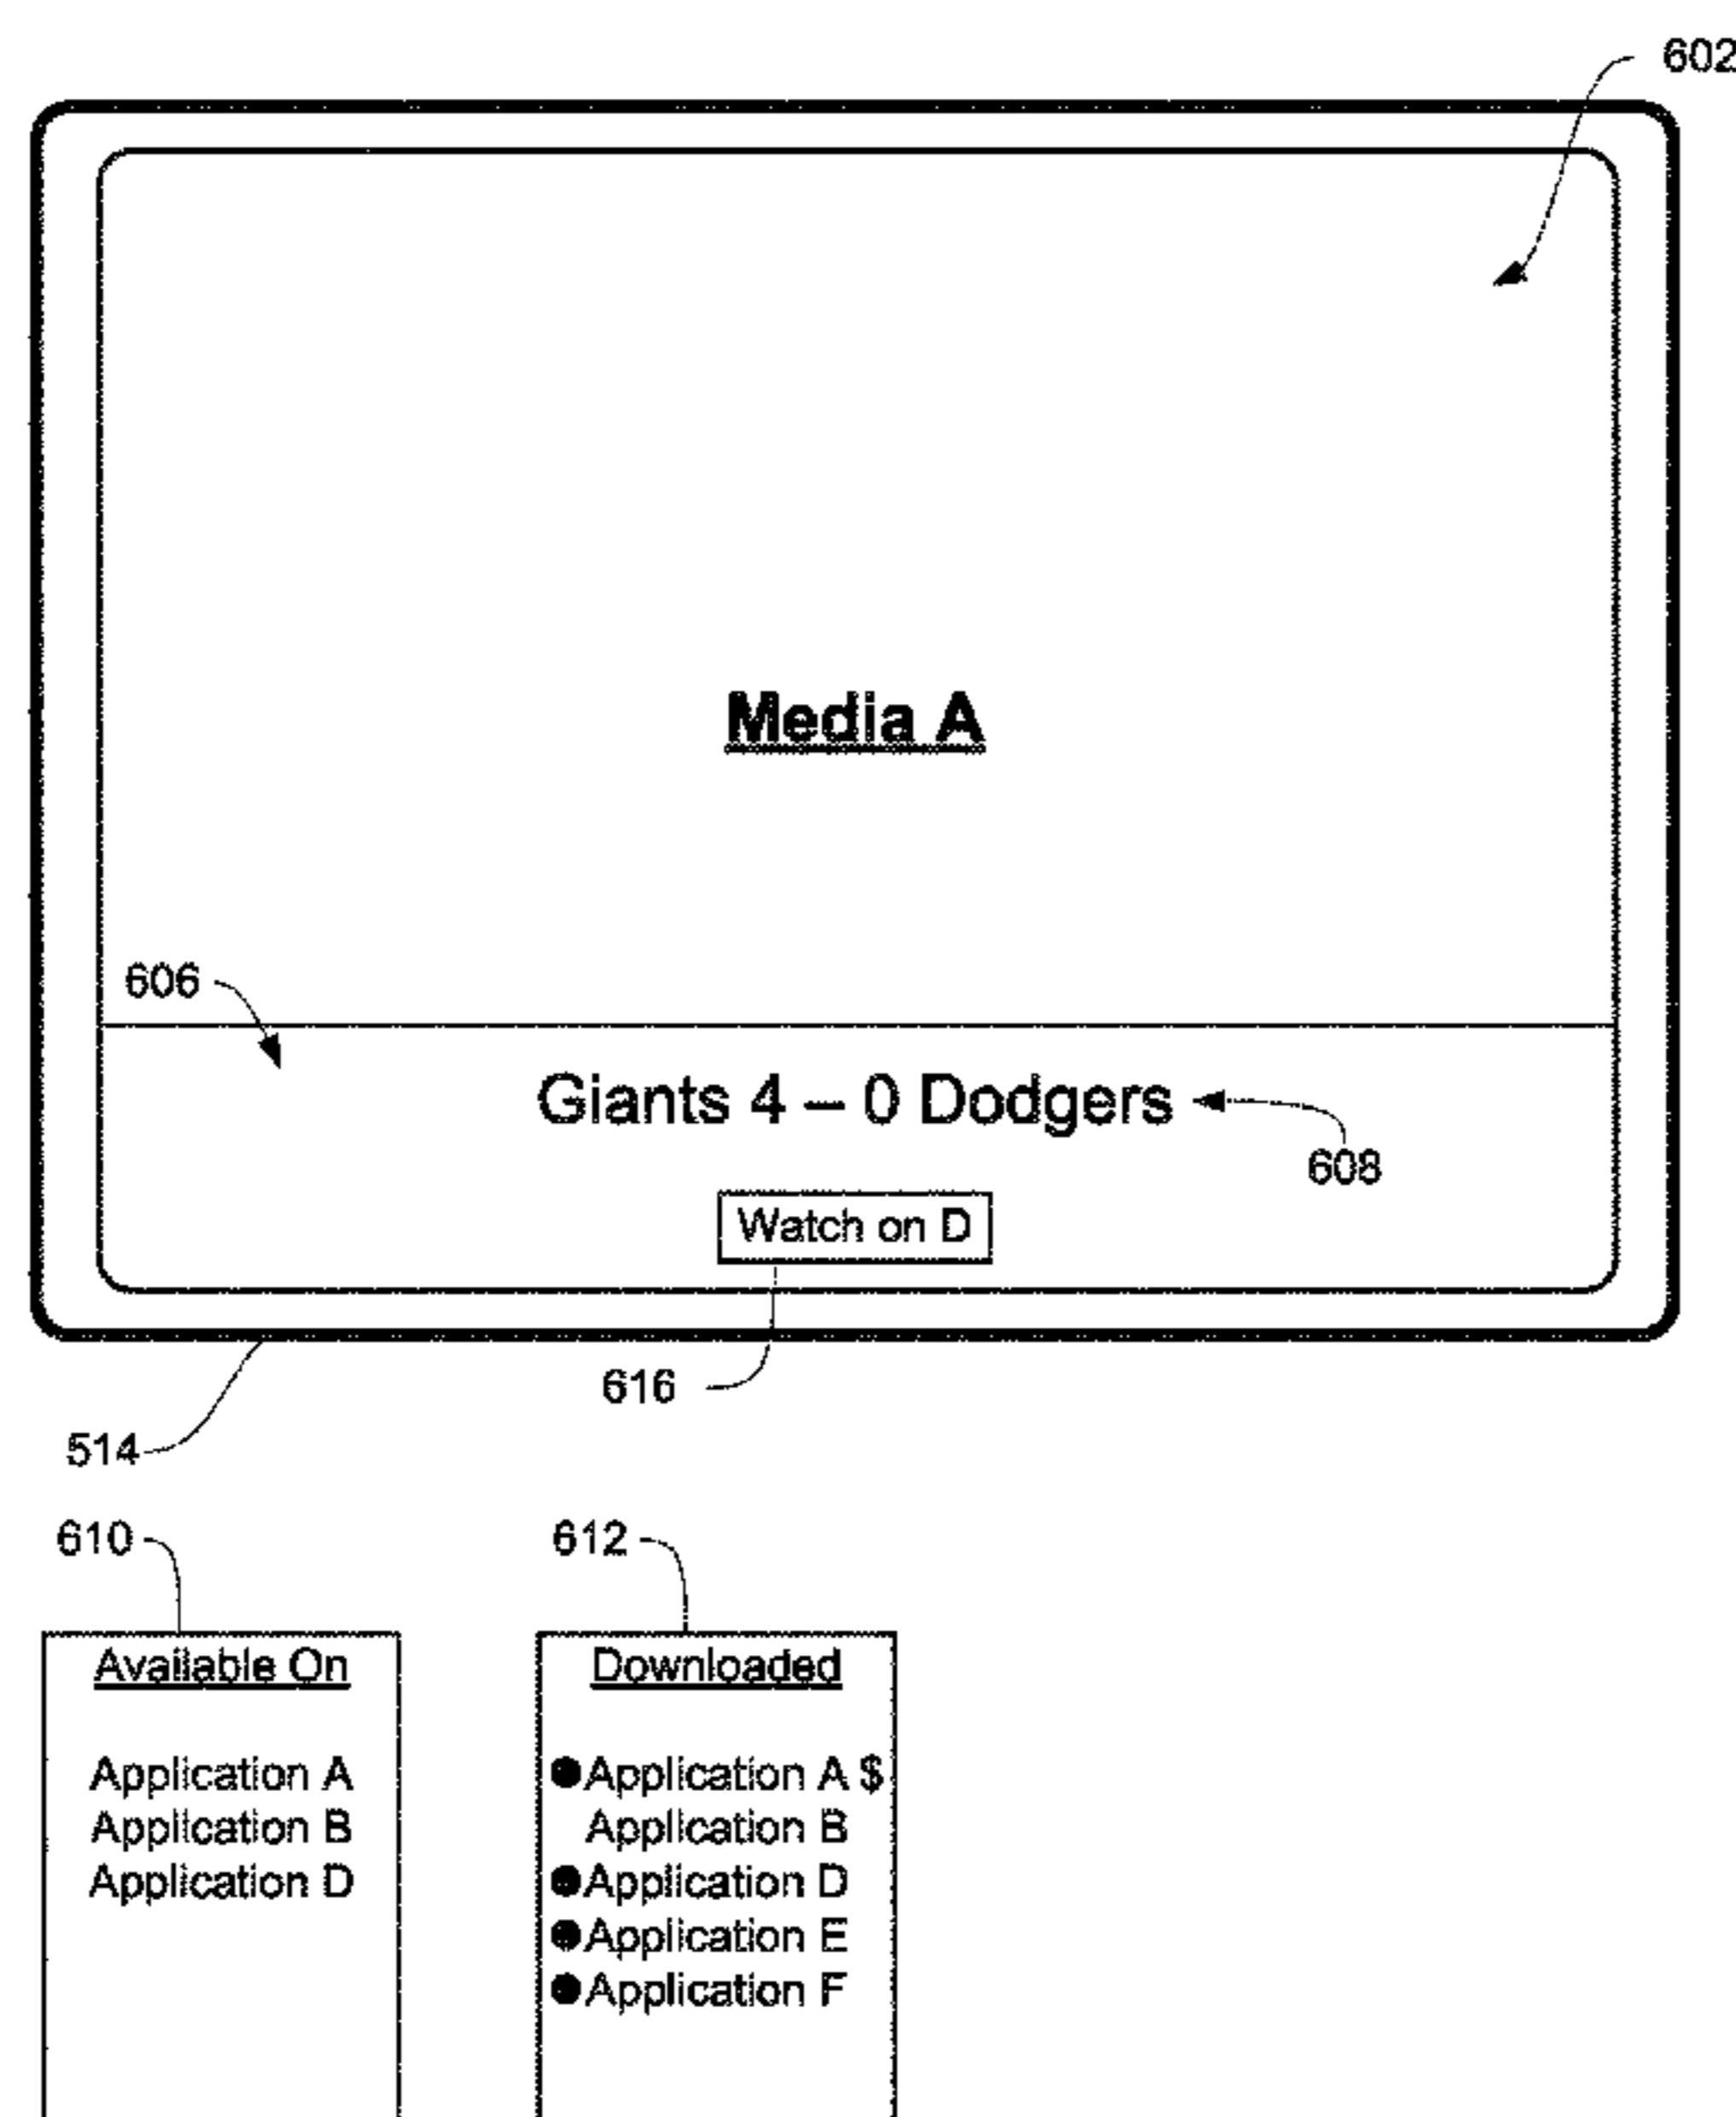 602
Media A
606
Giants 4 – 0 Dodgers
608
Watch on D
616
514
610
612
Available On
Application A
Application B
Application D
Downloaded
●Application A $
Application B
●Application D
●Application E
●Application F